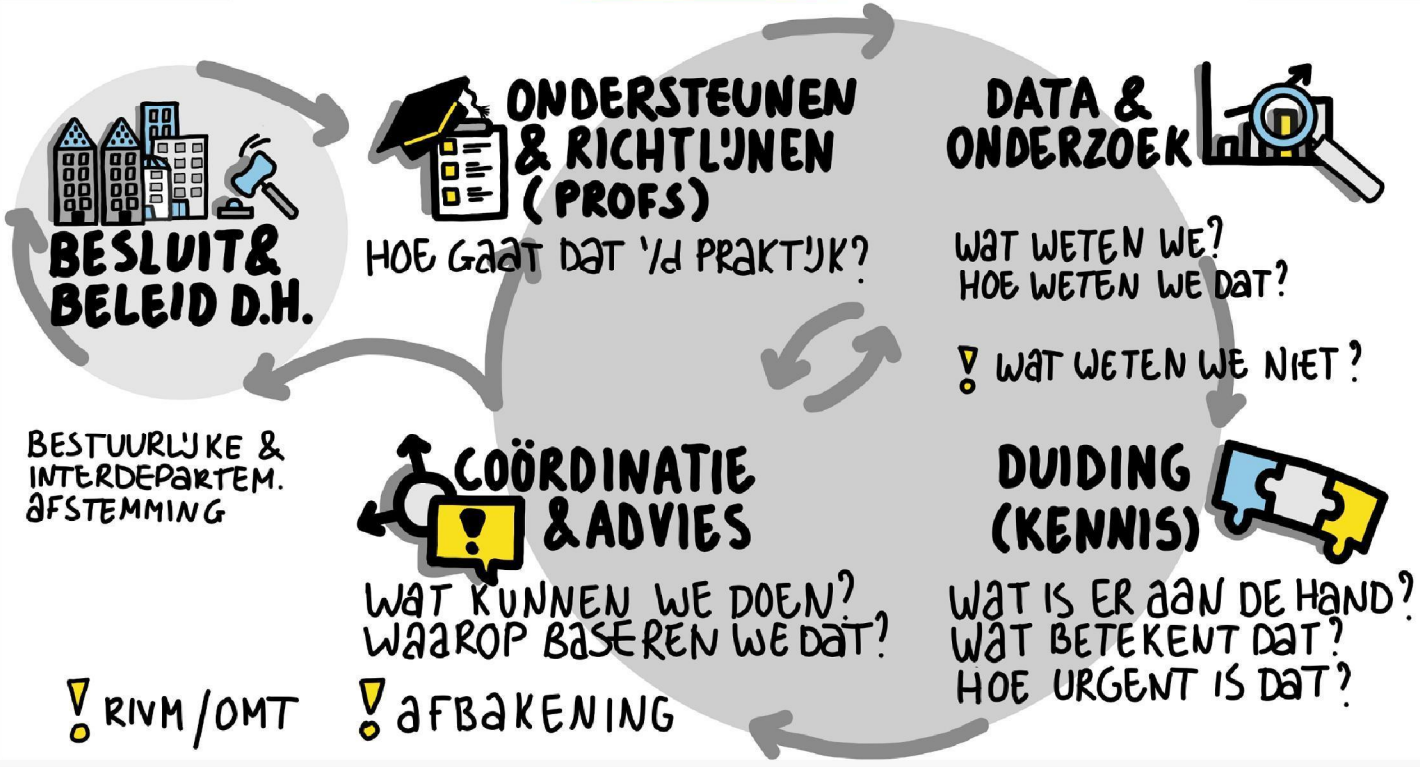 BESLUIT &
BELEID D.H.
BESTUURLIJKE &
INTERDEPARTEM.
AFSTEMMING
! RIVM/OMT
ONDERSTEUNEN
& RICHTLIJNEN
(PROFS)
HOE GAAT DAT '/d PRAKTIJK?
DATA &
ONDERZOEK
WAT WETEN WE?
HOE WETEN WE DAT?
! WAT WETEN WE NIET?
COÖRDINATIE
& ADVIES
WAT KUNNEN WE DOEN?
WAAROP BASEREN WE DAT?
! AFBAKENING
DUIDING
(KENNIS)
WAT IS ER AAN DE HAND?
WAT BETEKENT DAT?
HOE URGENT IS DAT?